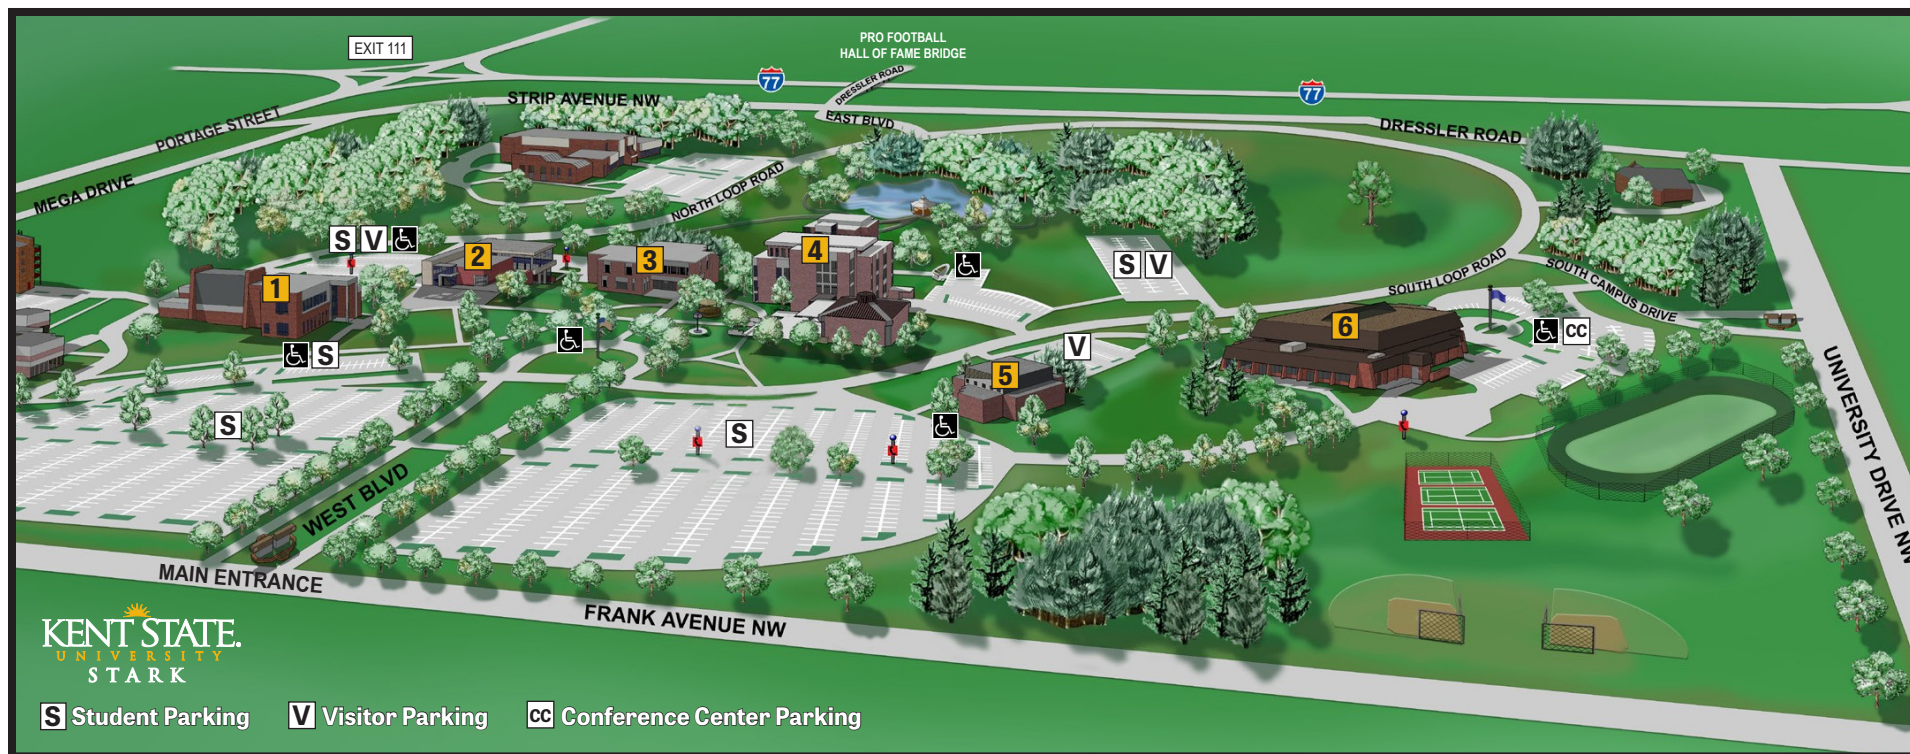 EXIT 111
PRO FOOTBALL
HALL OF FAME BRIDGE
77
77
DRESSLER ROAD
STRIP AVENUE NW
EAST BLVD
DRESSLER ROAD
PORTAGE STREET
MEGA DRIVE
NORTH LOOP ROAD
S V
1
2
3
4
S V
SOUTH LOOP ROAD
SOUTH CAMPUS DRIVE
6
CC
S
V
5
UNIVERSITY DRIVE NW
S
S
WEST BLVD
MAIN ENTRANCE
FRANK AVENUE NW
KENT STATE.
UNIVERSITY
STARK
S Student Parking
V Visitor Parking
CC Conference Center Parking